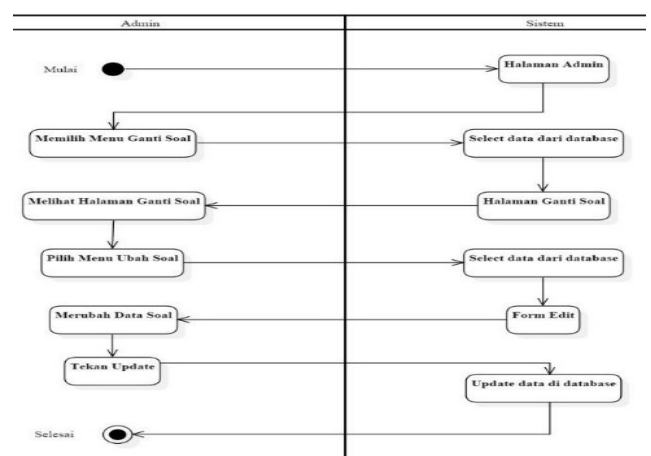 Admin
Sistem
Mulai
Halaman Admin
Memilih Menu Ganti Soal
Select data dari database
Melihat Halaman Ganti Soal
Halaman Ganti Soal
Pilih Menu Ubah Soal
Select data dari database
Merubah Data Soal
Form Edit
Tekan Update
Update data di database
Selesai